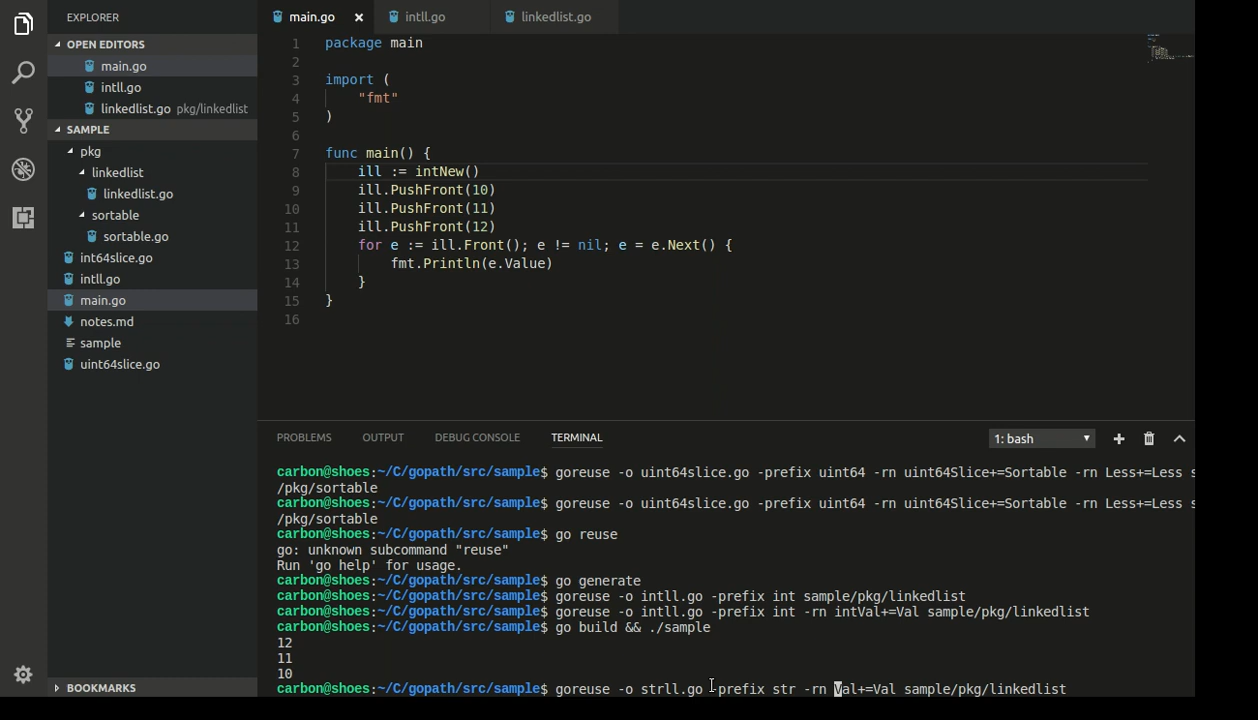 EXPLORER
OPEN EDITORS
main.go
intll.go
linkedlist.go pkg/linkedlist
SAMPLE
pkg
linkedlist
linkedlist.go
sortable
sortable.go
int64slice.go
intll.go
main.go
notes.md
sample
uint64slice.go
BOOKMARKS
main.go × intll.go linkedlist.go
1 package main
2
3 import (
4 "fmt"
5 )
6
7 func main() {
8 ill := intNew()
9 ill.PushFront(10)
10 ill.PushFront(11)
11 ill.PushFront(12)
12 for e := ill.Front(); e != nil; e = e.Next() {
13 fmt.Println(e.Value)
14 }
15 }
16
PROBLEMS OUTPUT DEBUG CONSOLE TERMINAL 1: bash
carbon@shoes:~/C/gopath/src/sample$ goreuse -o uint64slice.go -prefix uint64 -rn uint64Slice+=Sortable -rn Less+=Less s
/pkg/sortable
carbon@shoes:~/C/gopath/src/sample$ goreuse -o uint64slice.go -prefix uint64 -rn uint64Slice+=Sortable -rn Less+=Less s
/pkg/sortable
carbon@shoes:~/C/gopath/src/sample$ go reuse
go: unknown subcommand "reuse"
Run 'go help' for usage.
carbon@shoes:~/C/gopath/src/sample$ go generate
carbon@shoes:~/C/gopath/src/sample$ goreuse -o intll.go -prefix int sample/pkg/linkedlist
carbon@shoes:~/C/gopath/src/sample$ goreuse -o intll.go -prefix int -rn intVal+=Val sample/pkg/linkedlist
carbon@shoes:~/C/gopath/src/sample$ go build && ./sample
12
11
10
carbon@shoes:~/C/gopath/src/sample$ goreuse -o strll.go -prefix str -rn Val+=Val sample/pkg/linkedlist